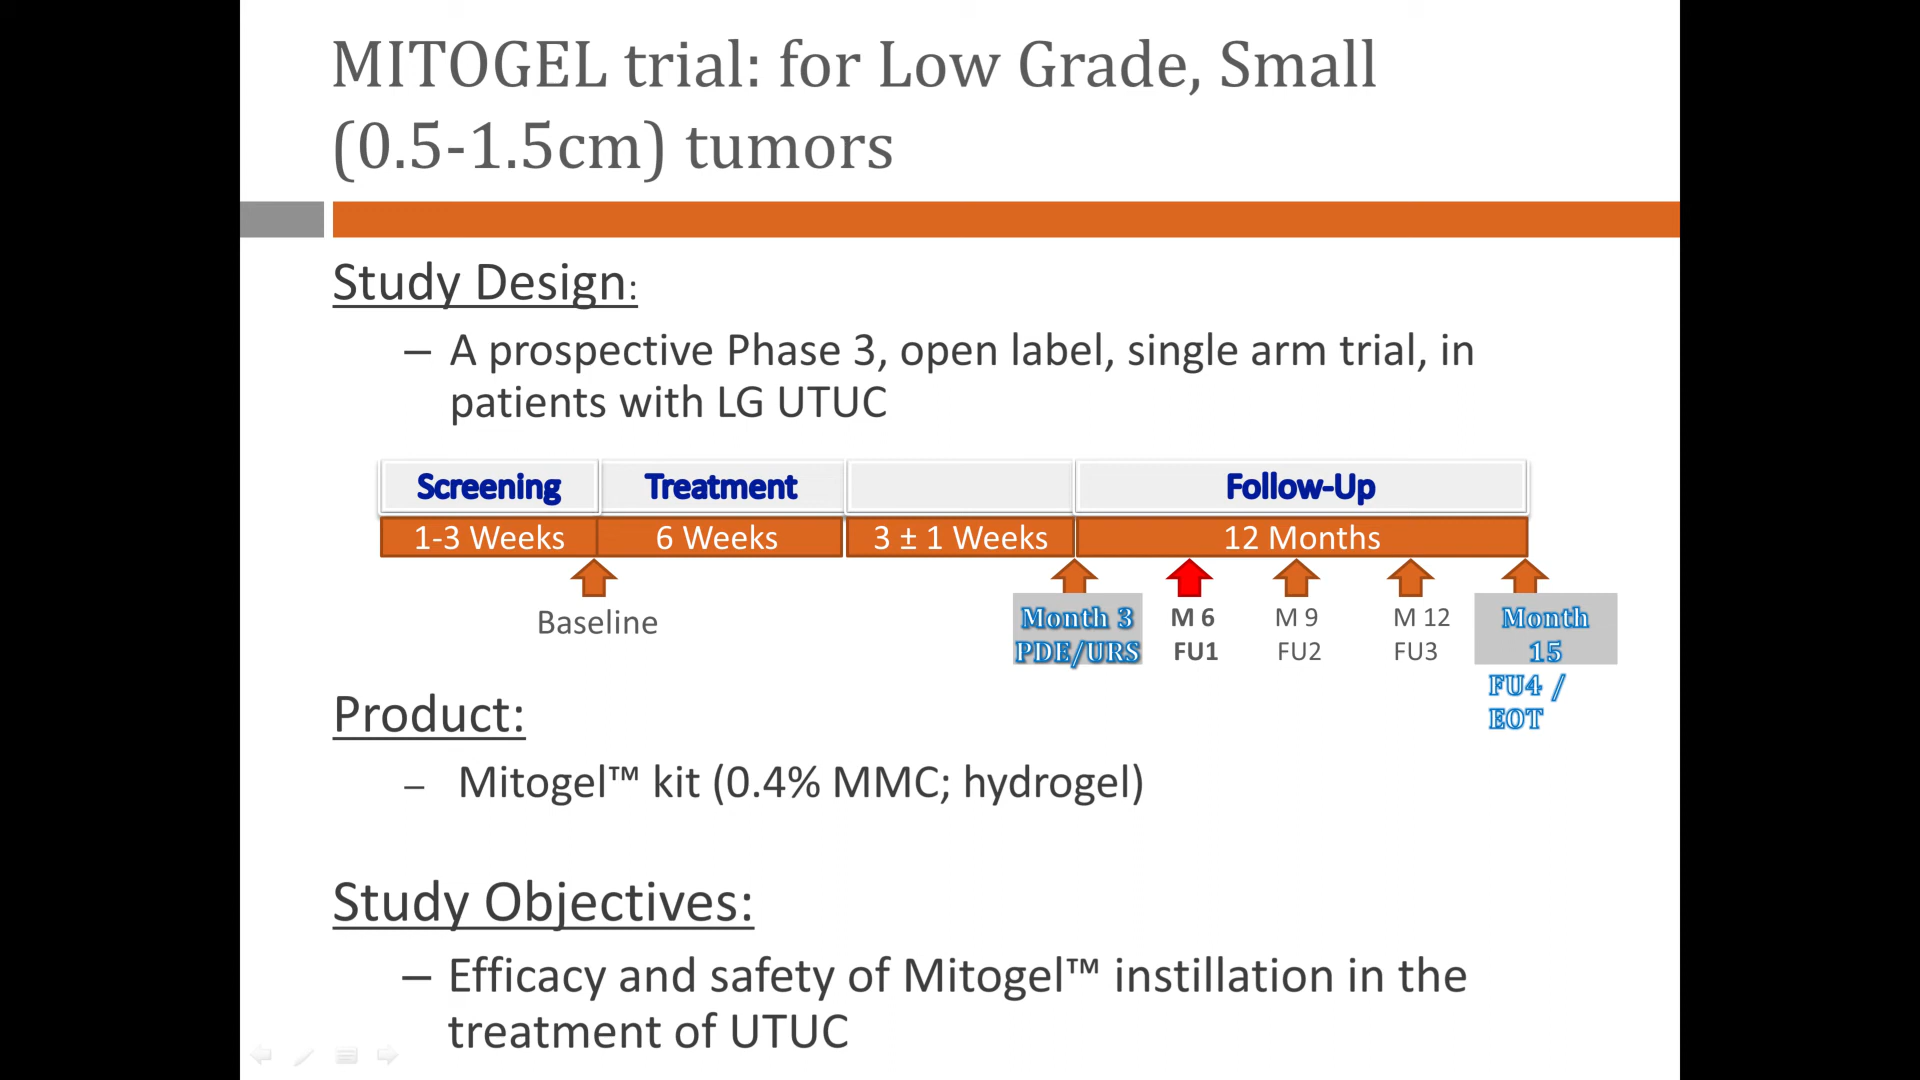 MITOGEL trial: for Low Grade, Small
(0.5-1.5cm) tumors
Study Design:
– A prospective Phase 3, open label, single arm trial, in
patients with LG UTUC
Screening Treatment Follow-Up
1-3 Weeks 6 Weeks 3 ± 1 Weeks 12 Months
Baseline
Month 3
PDE/URS
M 6
FU1
M 9
FU2
M 12
FU3
Month
15
FU4 /
EOT
Product:
– Mitogel™ kit (0.4% MMC; hydrogel)
Study Objectives:
– Efficacy and safety of Mitogel™ instillation in the
treatment of UTUC